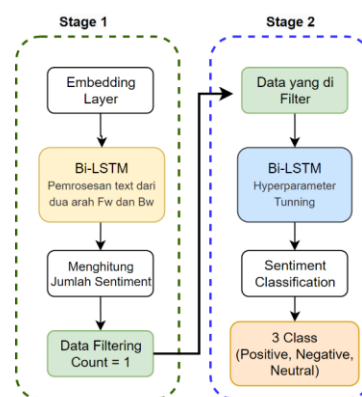 Stage 1
Embedding
Layer
Bi-LSTM
Pemrosesan text dari
dua arah Fw dan Bw
Menghitung
Jumlah Sentiment
Data Filtering
Count = 1
Stage 2
Data yang di
Filter
Bi-LSTM
Hyperparameter
Tunning
Sentiment
Classification
3 Class
(Positive, Negative,
Neutral)